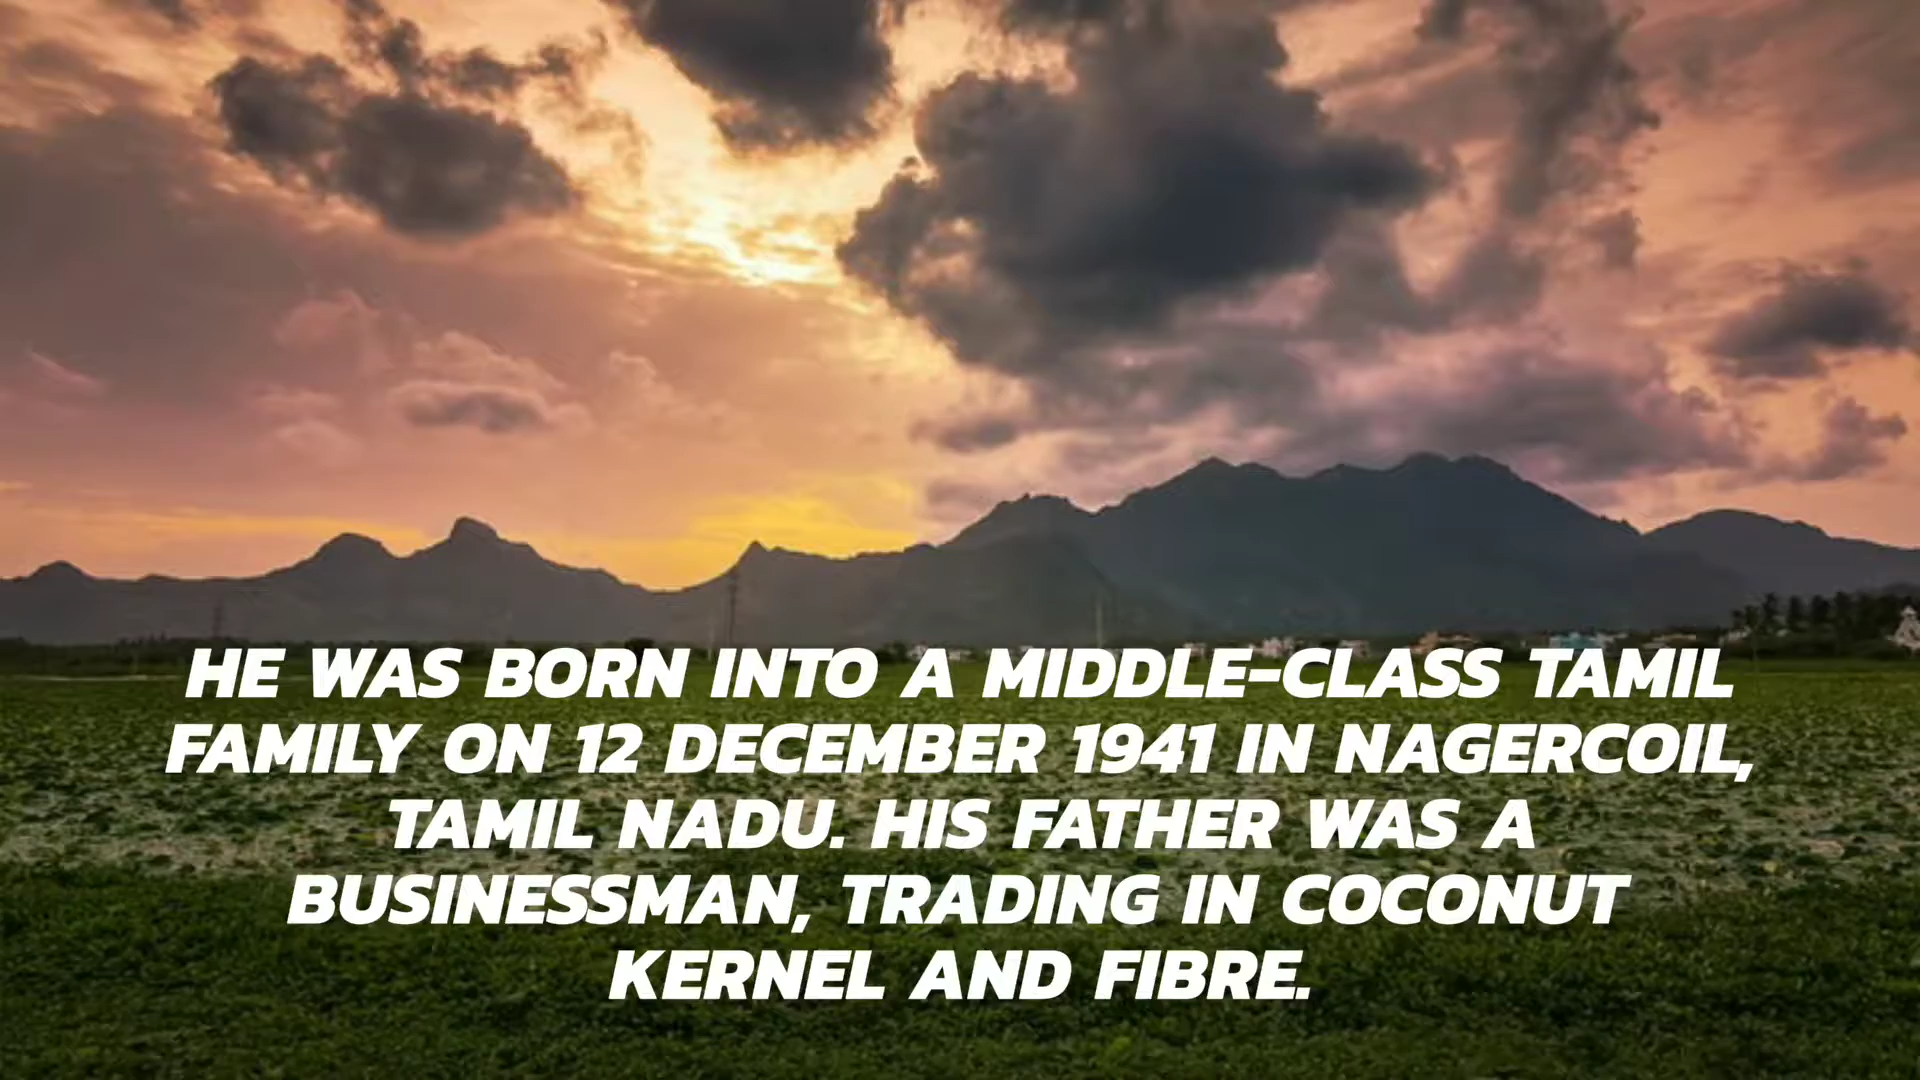 HE WAS BORN INTO A MIDDLE-CLASS TAMIL
FAMILY ON 12 DECEMBER 1941 IN NAGERCOIL,
TAMIL NADU. HIS FATHER WAS A
BUSINESSMAN, TRADING IN COCONUT
KERNEL AND FIBRE.